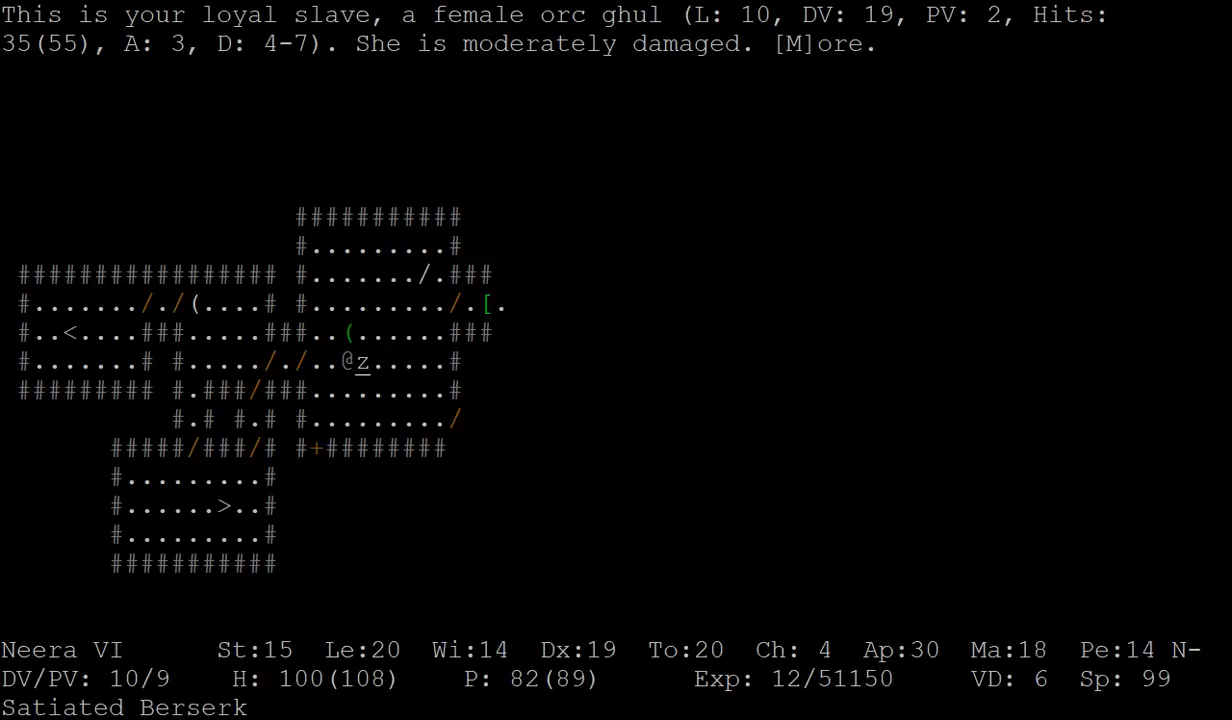 This is your loyal slave, a female orc ghul (L: 10, DV: 19, PV: 2, Hits:
35(55), A: 3, D: 4-7). She is moderately damaged. [M]ore.
###########
#.........#
################# #......./.###
#......././(....# #........./.[.
#..<....###.....###..(......###
#.......# #...../././..@z.....#
######### #.###/###.........#
#.# #.# #........./
#####/###/# #+########
#.........#
#......>..#
#.........#
###########
Neera VI St:15 Le:20 Wi:14 Dx:19 To:20 Ch: 4 Ap:30 Ma:18 Pe:14 N-
DV/PV: 10/9 H: 100(108) P: 82(89) Exp: 12/51150 VD: 6 Sp: 99
Satiated Berserk